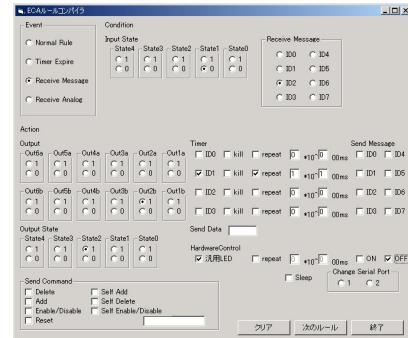 ECAルールコンパイラ
Event
Normal Rule
Timer Expire
Receive Message
Receive Analog
Condition
Input State
State4 State3 State2 State1 State0
1 1 1 1 1
0 0 0 0 0
Receive Message
ID0 ID4
ID1 ID5
ID2 ID6
ID3 ID7
Action
Output
Out6a Out5a Out4a Out3a Out2a Out1a
1 1 1 1 1 1
0 0 0 0 0 0
Out6b Out5b Out4b Out3b Out2b Out1b
1 1 1 1 1 1
0 0 0 0 0 0
Output State
State4 State3 State2 State1 State0
1 1 1 1 1
0 0 0 0 0
Timer
ID0 kill repeat 0 *10^0 00ms
ID1 kill repeat 1 *10^0 00ms
ID2 kill repeat 0 *10^0 00ms
ID3 kill repeat 0 *10^0 00ms
Send Message
ID0 ID4
ID1 ID5
ID2 ID6
ID3 ID7
Send Data
HardwareControl
汎用LED repeat 0 *10^0 00ms ON OFF
Sleep
Change Serial Port
1 2
Send Command
Delete Self Add
Add Self Delete
Enable/Disable Self Enable/Disable
Reset
クリア 次のルール 終了